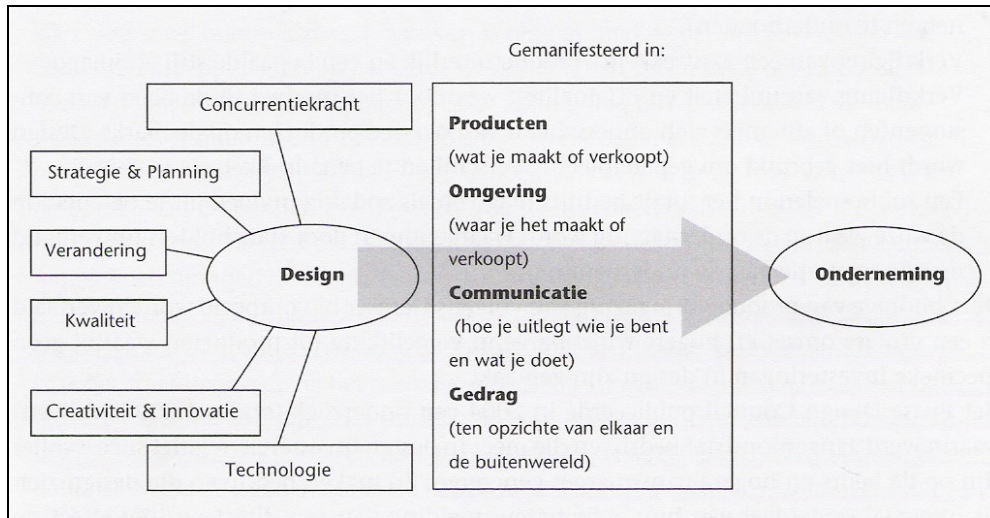 Gemanifesteerd in:
Concurrentiekracht
Strategie & Planning
Verandering
Kwaliteit
Creativiteit & innovatie
Technologie
Design
Producten
(wat je maakt of verkoopt)
Omgeving
(waar je het maakt of
verkoopt)
Communicatie
(hoe je uitlegt wie je bent
en wat je doet)
Gedrag
(ten opzichte van elkaar en
de buitenwereld)
Onderneming